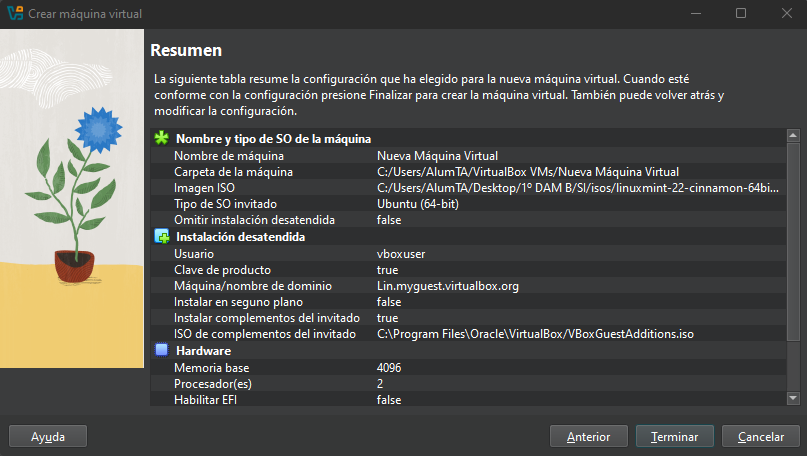 Crear máquina virtual
Resumen
La siguiente tabla resume la configuración que ha elegido para la nueva máquina virtual. Cuando esté
conforme con la configuración presione Finalizar para crear la máquina virtual. También puede volver atrás y
modificar la configuración.
Nombre y tipo de SO de la máquina
Nombre de máquina Nueva Máquina Virtual
Carpeta de la máquina C:/Users/AlumTA/VirtualBox VMs/Nueva Máquina Virtual
Imagen ISO C:/Users/AlumTA/Desktop/1º DAM B/SI/isos/linuxmint-22-cinnamon-64bi...
Tipo de SO invitado Ubuntu (64-bit)
Omitir instalación desatendida false
Instalación desatendida
Usuario vboxuser
Clave de producto true
Máquina/nombre de dominio Lin.myguest.virtualbox.org
Instalar en seguno plano false
Instalar complementos del invitado true
ISO de complementos del invitado C:\Program Files\Oracle\VirtualBox/VBoxGuestAdditions.iso
Hardware
Memoria base 4096
Procesador(es) 2
Habilitar EFI false
Ayuda Anterior Terminar Cancelar